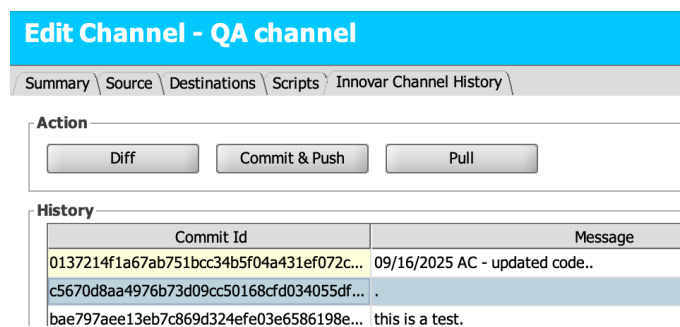 Edit Channel - QA channel
Summary Source Destinations Scripts Innovar Channel History
Action
Diff Commit & Push Pull
History
Commit Id Message
0137214f1a67ab751bcc34b5f04a431ef072c... 09/16/2025 AC - updated code..
c5670d8aa4976b73d09cc50168cfd034055df... .
bae797aee13eb7c869d324efe03e6586198e... this is a test.